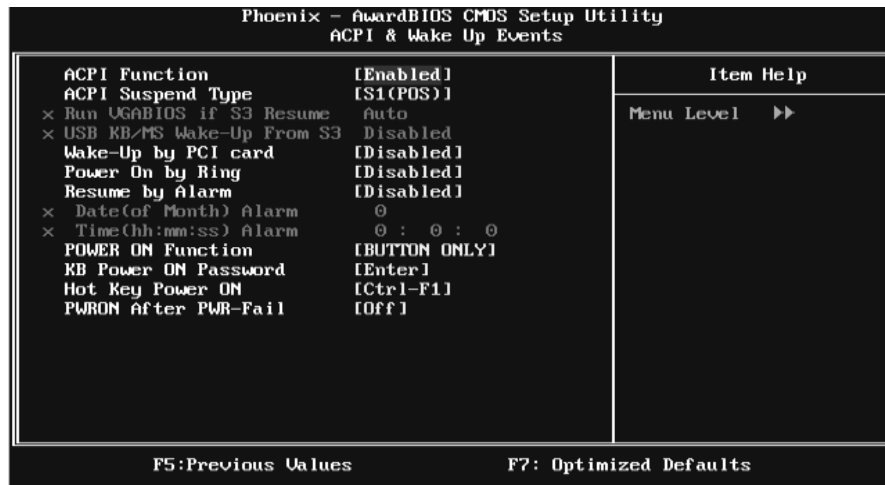 Phoenix - AwardBIOS CMOS Setup Utility
ACPI & Wake Up Events
ACPI Function [Enabled]
ACPI Suspend Type [S1(POS)]
x Run VGABIOS if S3 Resume Auto
x USB KB/MS Wake-Up From S3 Disabled
Wake-Up by PCI card [Disabled]
Power On by Ring [Disabled]
Resume by Alarm [Disabled]
x Date(of Month) Alarm 0
x Time(hh:mm:ss) Alarm 0 : 0 : 0
POWER ON Function [BUTTON ONLY]
KB Power ON Password [Enter]
Hot Key Power ON [Ctrl-F1]
PWRON After PWR-Fail [Off]
Item Help
Menu Level ▶▶
F5:Previous Values F7: Optimized Defaults